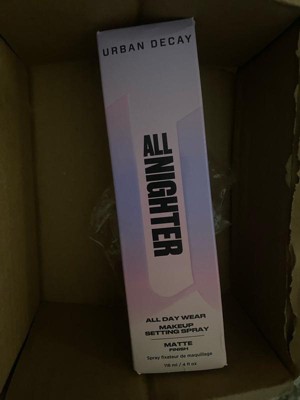 URBAN DECAY
ALL
NIGHTER
ALL DAY WEAR
MAKEUP
SETTING SPRAY
MATTE
FINISH
Spray fixateur de maquillage
118 ml / 4 fl oz